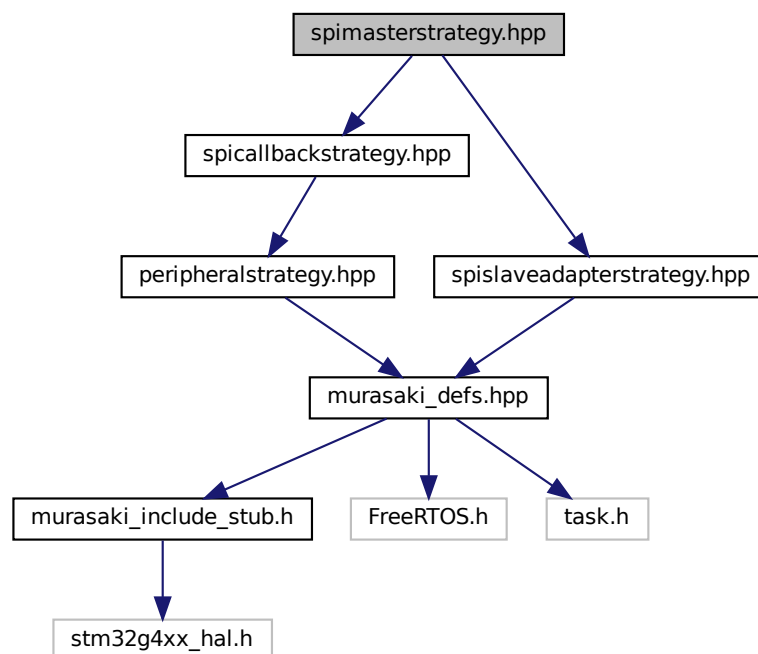 spimasterstrategy.hpp
spicallbackstrategy.hpp
peripheralstrategy.hpp
spislaveadapterstrategy.hpp
murasaki_defs.hpp
murasaki_include_stub.h
FreeRTOS.h
task.h
stm32g4xx_hal.h